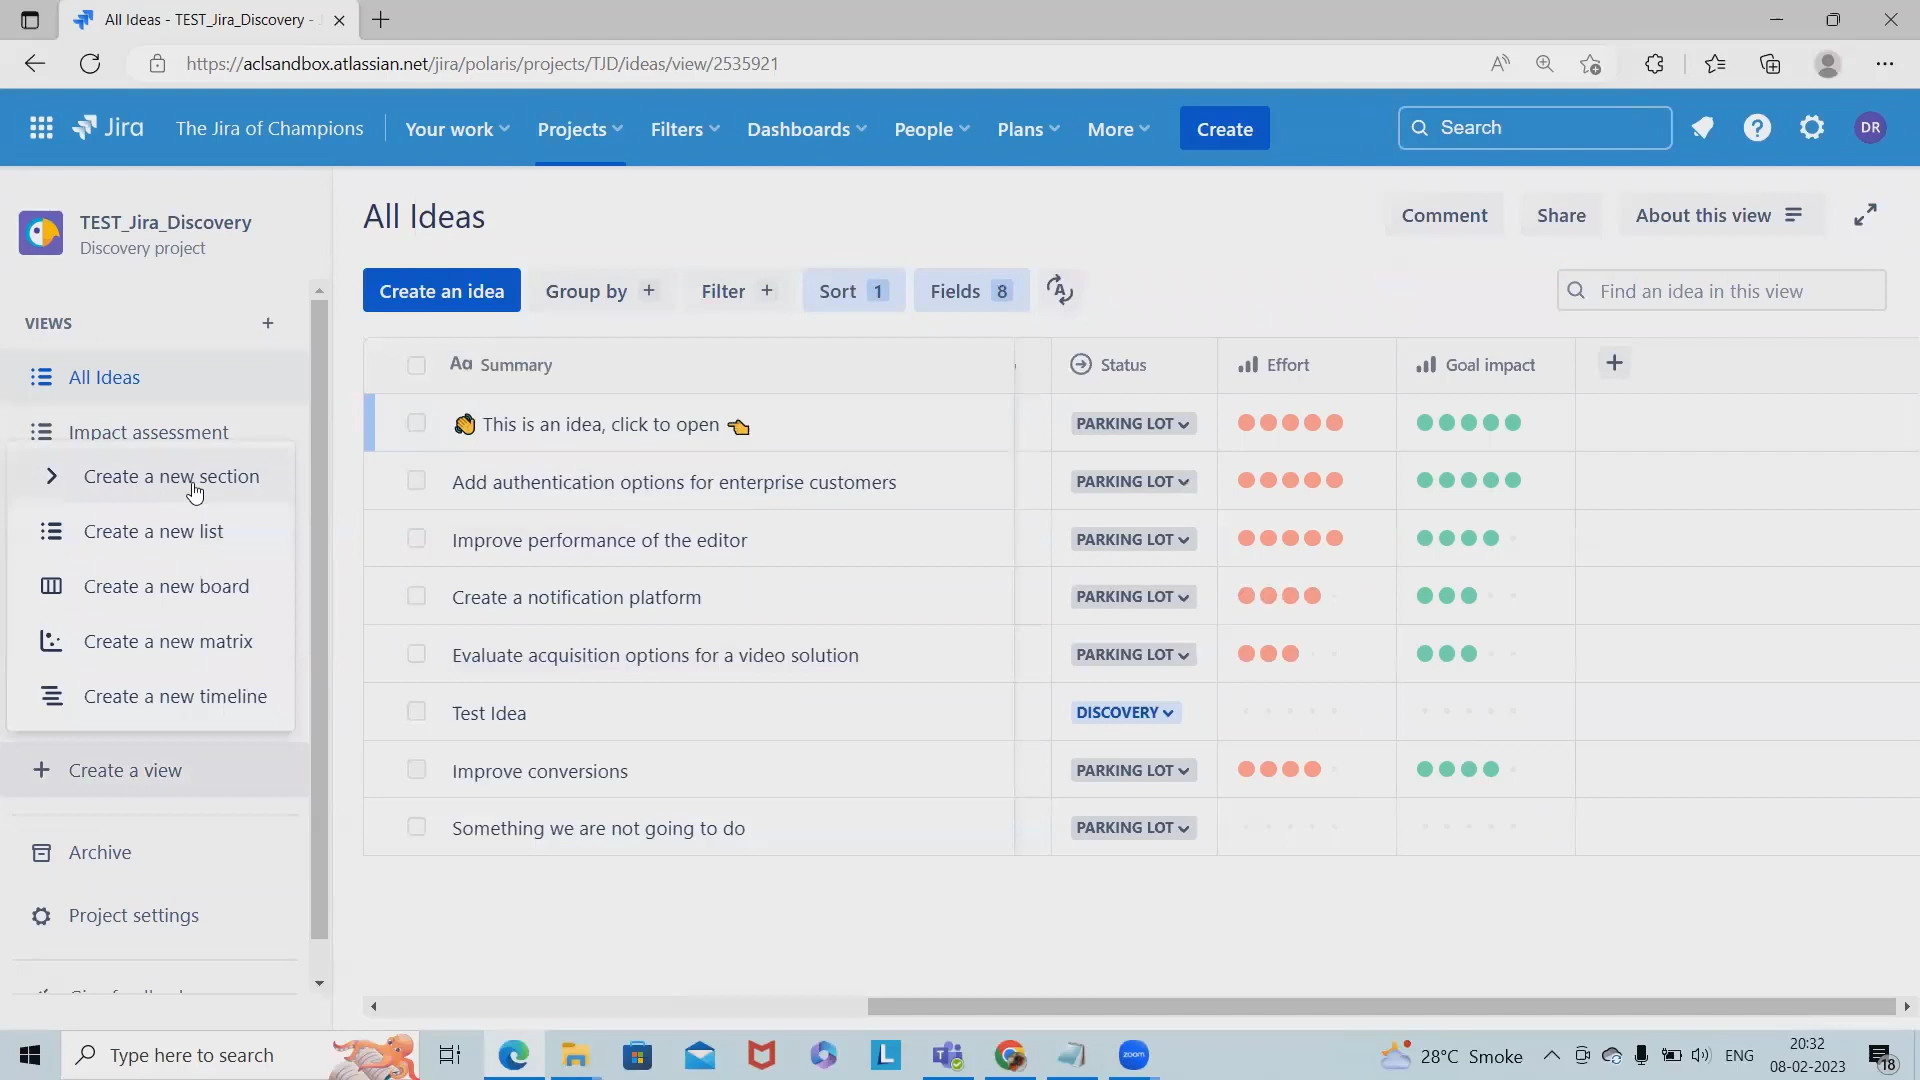 All Ideas - TEST_Jira_Discovery - J
https://aclsandbox.atlassian.net/jira/polaris/projects/TJD/ideas/view/2535921
Jira The Jira of Champions Your work Projects Filters Dashboards People Plans More Create Search DR
TEST_Jira_Discovery
Discovery project
VIEWS
All Ideas
Impact assessment
Create a new section
Create a new list
Create a new board
Create a new matrix
Create a new timeline
Create a view
Archive
Project settings
All Ideas
Comment Share About this view
Create an idea Group by Filter Sort 1 Fields 8 Find an idea in this view
Aa Summary Status Effort Goal impact
This is an idea, click to open PARKING LOT
Add authentication options for enterprise customers PARKING LOT
Improve performance of the editor PARKING LOT
Create a notification platform PARKING LOT
Evaluate acquisition options for a video solution PARKING LOT
Test Idea DISCOVERY
Improve conversions PARKING LOT
Something we are not going to do PARKING LOT
Type here to search zoom 28°C Smoke ENG 20:32
08-02-2023 18